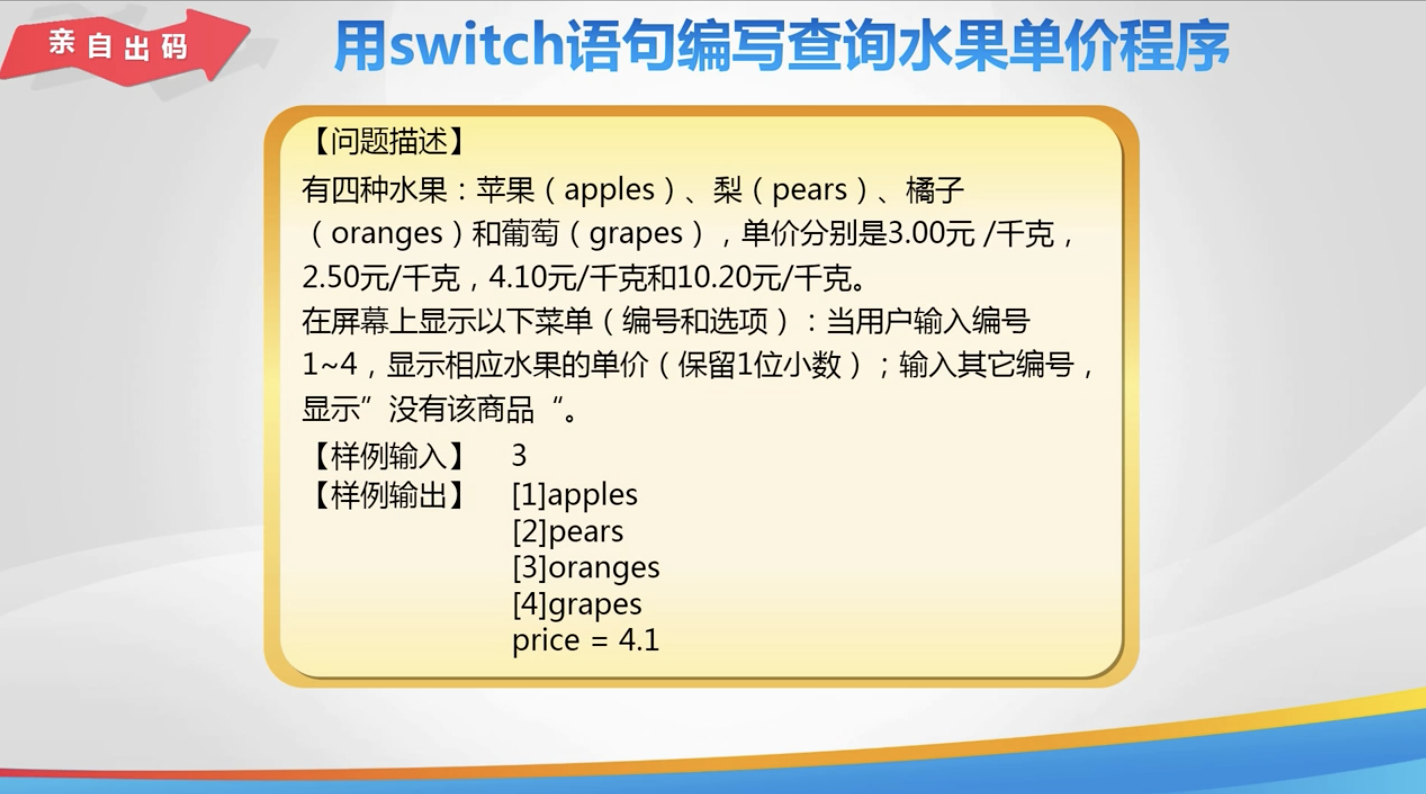 亲自出码
用switch语句编写查询水果单价程序
【问题描述】
有四种水果：苹果（apples）、梨（pears）、橘子
（oranges）和葡萄（grapes），单价分别是3.00元 /千克，
2.50元/千克，4.10元/千克和10.20元/千克。
在屏幕上显示以下菜单（编号和选项）：当用户输入编号
1~4，显示相应水果的单价（保留1位小数）；输入其它编号，
显示”没有该商品“。
【样例输入】 3
【样例输出】 [1]apples
[2]pears
[3]oranges
[4]grapes
price = 4.1